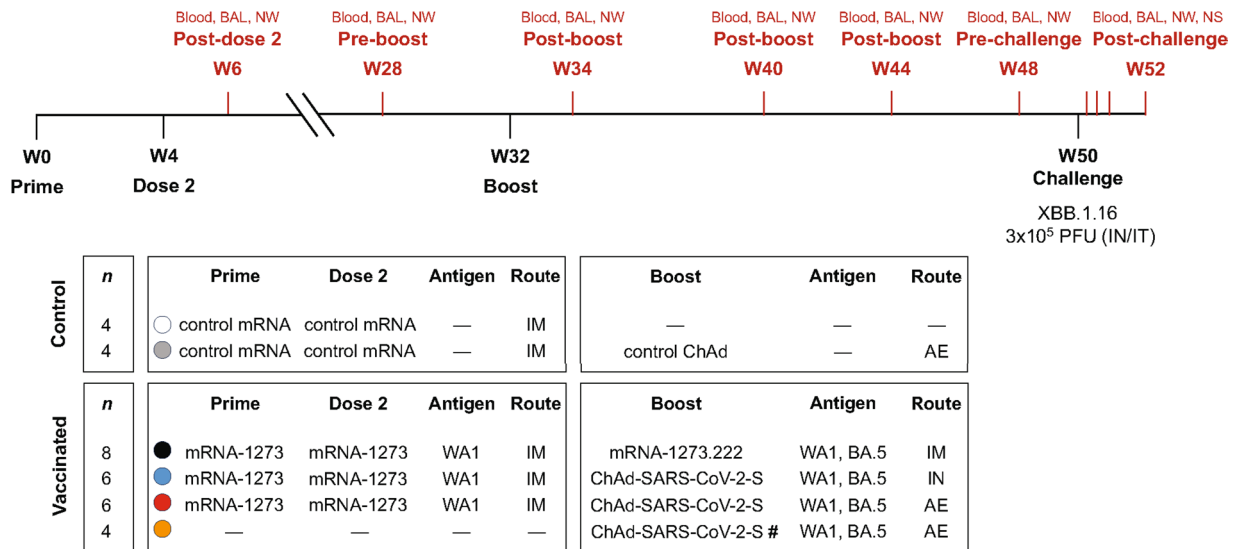 Blood, BAL, NW Blood, BAL, NW Blood, BAL, NW Blood, BAL, NW Blood, BAL, NW Blood, BAL, NW Blood, BAL, NW, NS
Post-dose 2 Pre-boost Post-boost Post-boost Post-boost Pre-challenge Post-challenge
W6 W28 W34 W40 W44 W48 W52
W0 W4 W32 W50
Prime Dose 2 Boost Challenge
XBB.1.16
3x10⁵ PFU (IN/IT)
Control
n Prime Dose 2 Antigen Route Boost Antigen Route
4 control mRNA control mRNA — IM — — —
4 control mRNA control mRNA — IM control ChAd — AE
Vaccinated
n Prime Dose 2 Antigen Route Boost Antigen Route
8 mRNA-1273 mRNA-1273 WA1 IM mRNA-1273.222 WA1, BA.5 IM
6 mRNA-1273 mRNA-1273 WA1 IM ChAd-SARS-CoV-2-S WA1, BA.5 IN
6 mRNA-1273 mRNA-1273 WA1 IM ChAd-SARS-CoV-2-S WA1, BA.5 AE
4 — — — — ChAd-SARS-CoV-2-S # WA1, BA.5 AE